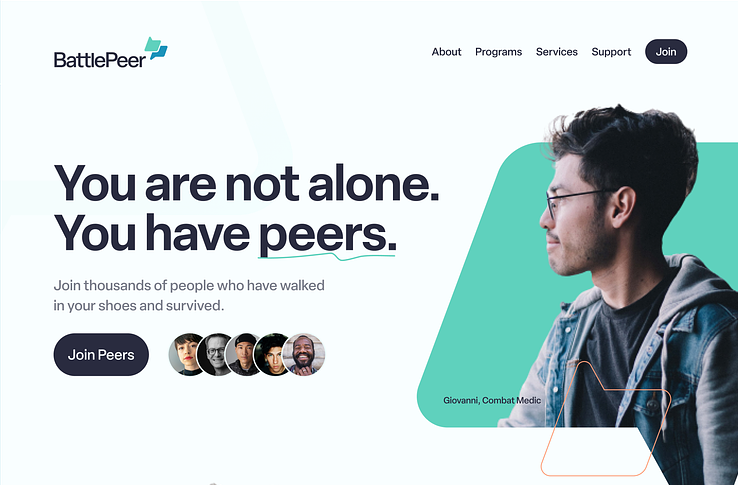 BattlePeer
About Programs Services Support Join
You are not alone.
You have peers.
Join thousands of people who have walked
in your shoes and survived.
Join Peers
Giovanni, Combat Medic